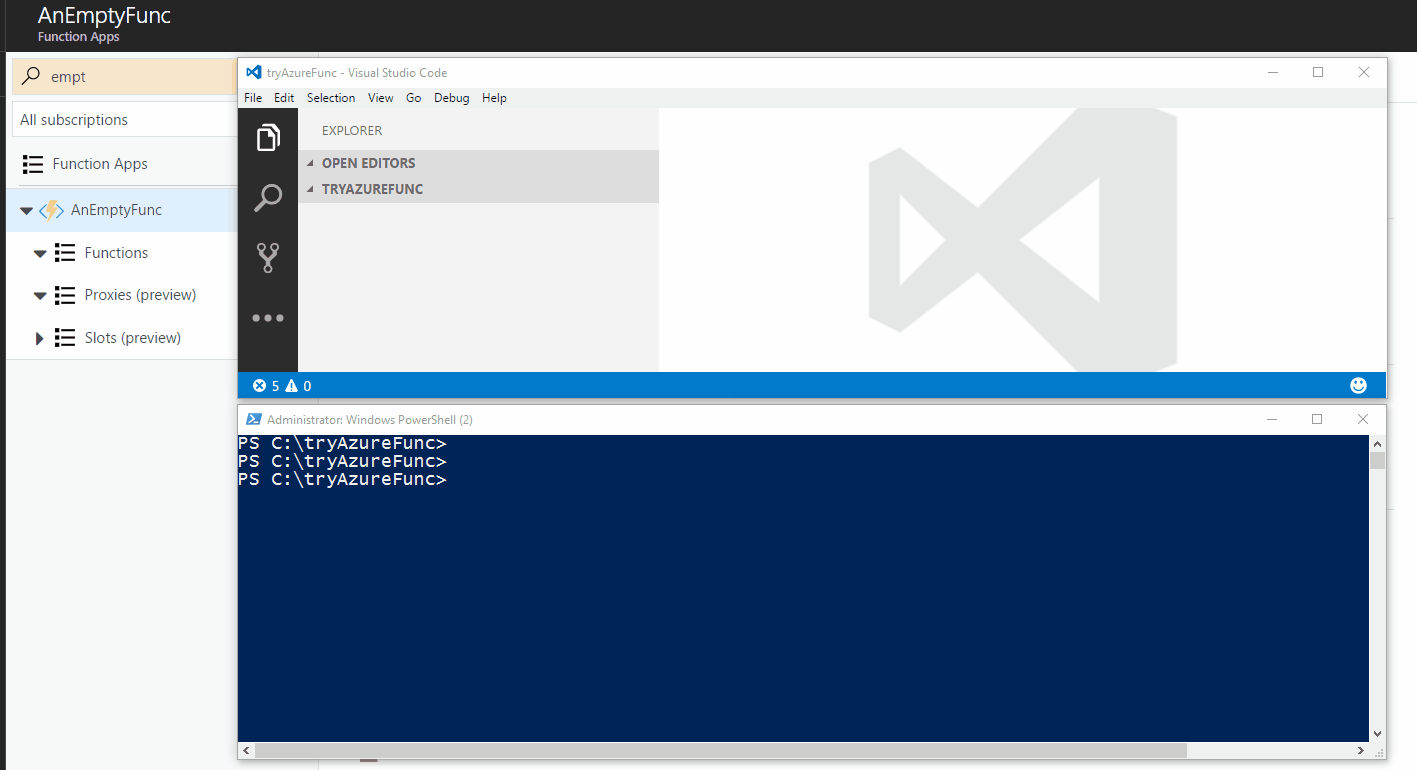 AnEmptyFunc
Function Apps
empt
All subscriptions
Function Apps
AnEmptyFunc
Functions
Proxies (preview)
Slots (preview)
tryAzureFunc - Visual Studio Code
File Edit Selection View Go Debug Help
EXPLORER
OPEN EDITORS
TRYAZUREFUNC
5 0
Administrator: Windows PowerShell (2)
PS C:\tryAzureFunc>
PS C:\tryAzureFunc>
PS C:\tryAzureFunc>